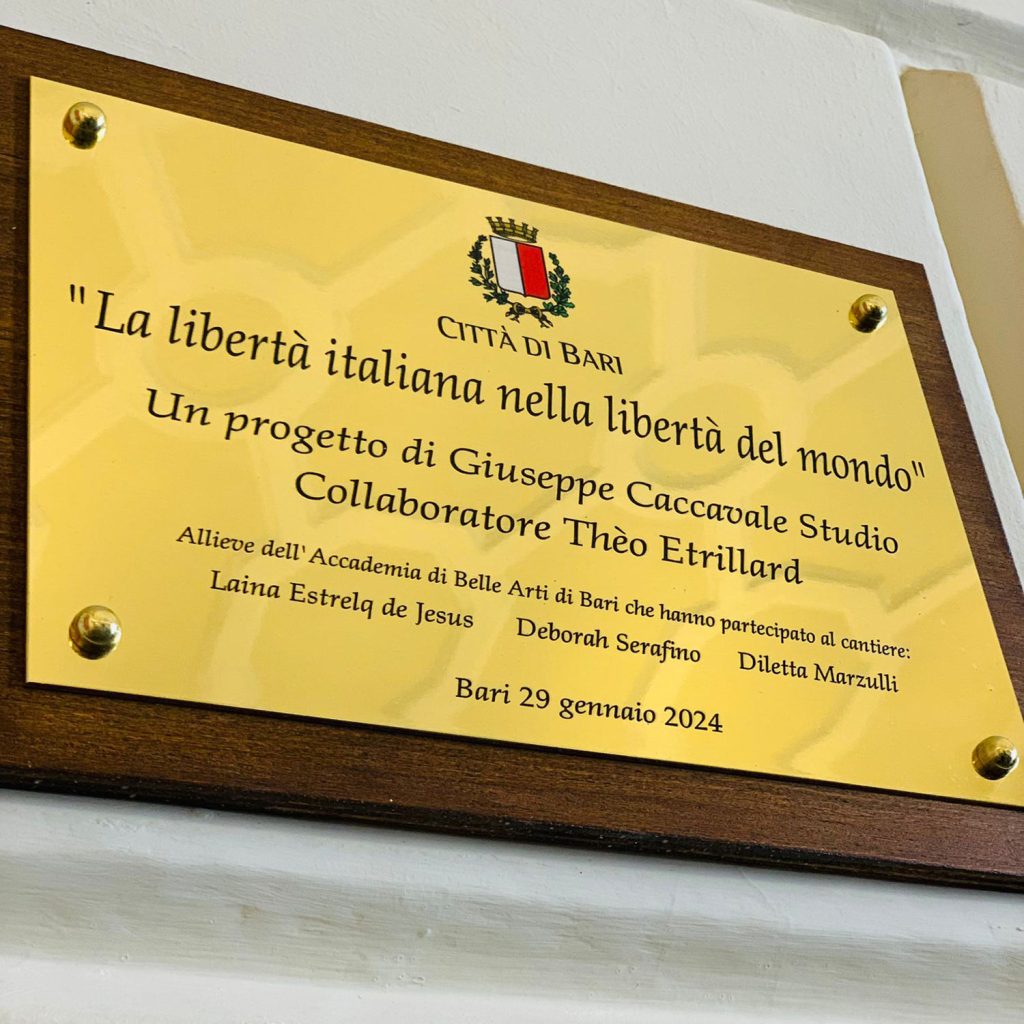 CITTÀ DI BARI
"La libertà italiana nella libertà del mondo"
Un progetto di Giuseppe Caccavale Studio
Collaboratore Thèo Etrillard
Allieve dell'Accademia di Belle Arti di Bari che hanno partecipato al cantiere:
Laina Estrelq de Jesus Deborah Serafino Diletta Marzulli
Bari 29 gennaio 2024